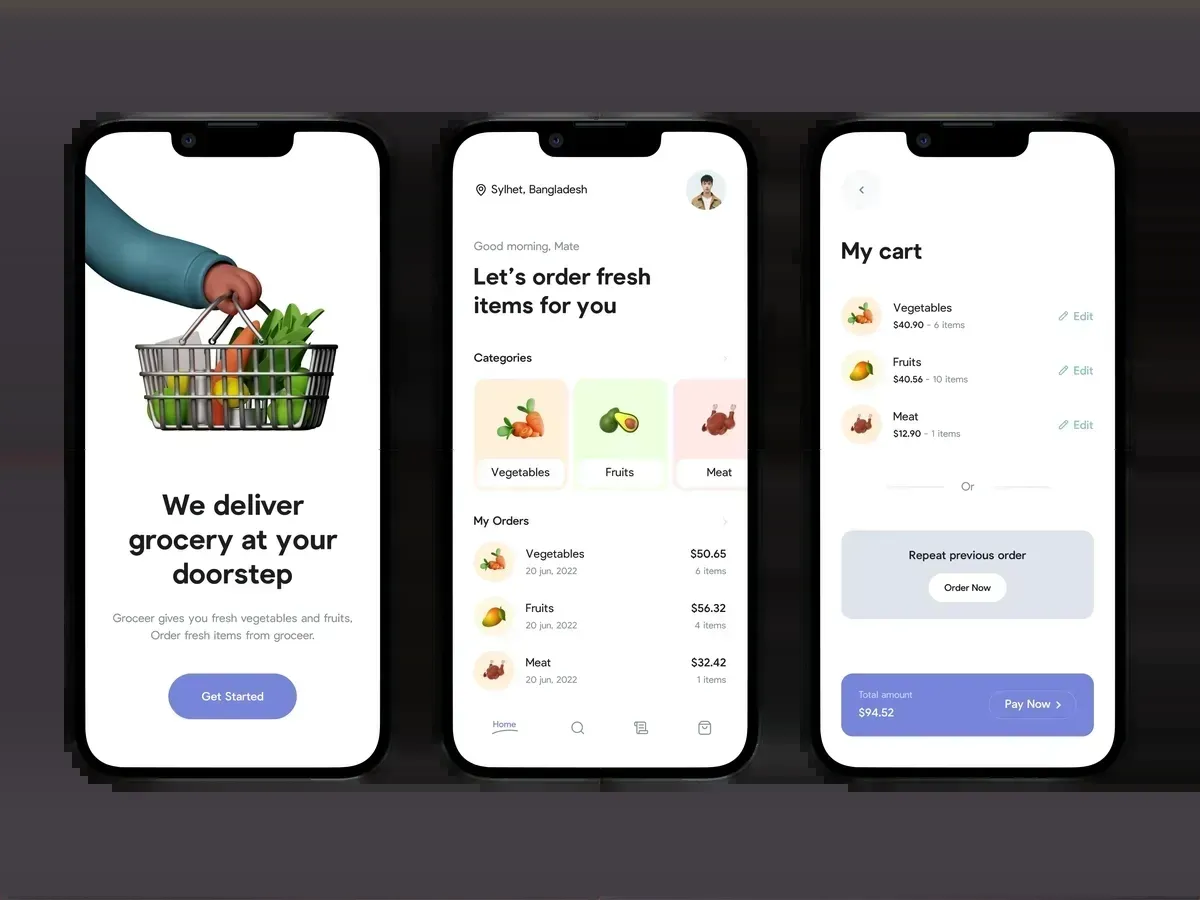 We deliver
grocery at your
doorstep
Groceer gives you fresh vegetables and fruits,
Order fresh items from groceer.
Get Started
Sylhet, Bangladesh
Good morning, Mate
Let's order fresh
items for you
Categories
Vegetables
Fruits
Meat
My Orders
Vegetables
$50.65
20 jun, 2022
6 items
Fruits
$56.32
20 jun, 2022
4 items
Meat
$32.42
20 jun, 2022
1 items
Home
My cart
Vegetables
$40.90 - 6 items
Edit
Fruits
$40.56 - 10 items
Edit
Meat
$12.90 - 1 items
Edit
Or
Repeat previous order
Order Now
Total amount
$94.52
Pay Now